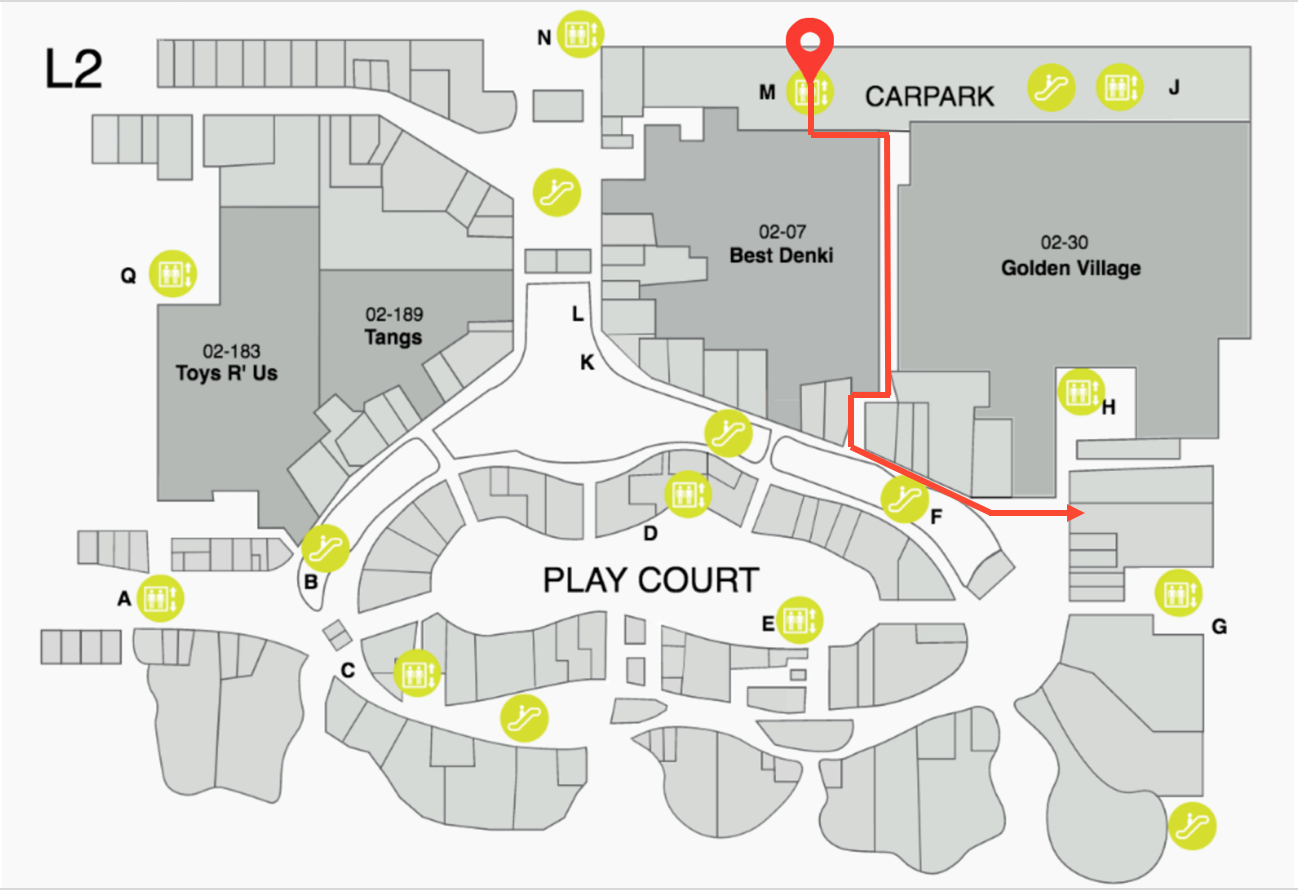 L2
N
M
CARPARK
J
02-07
Best Denki
02-30
Golden Village
Q
02-189
Tangs
L
02-183
Toys R' Us
K
H
F
D
B
PLAY COURT
A
E
G
C